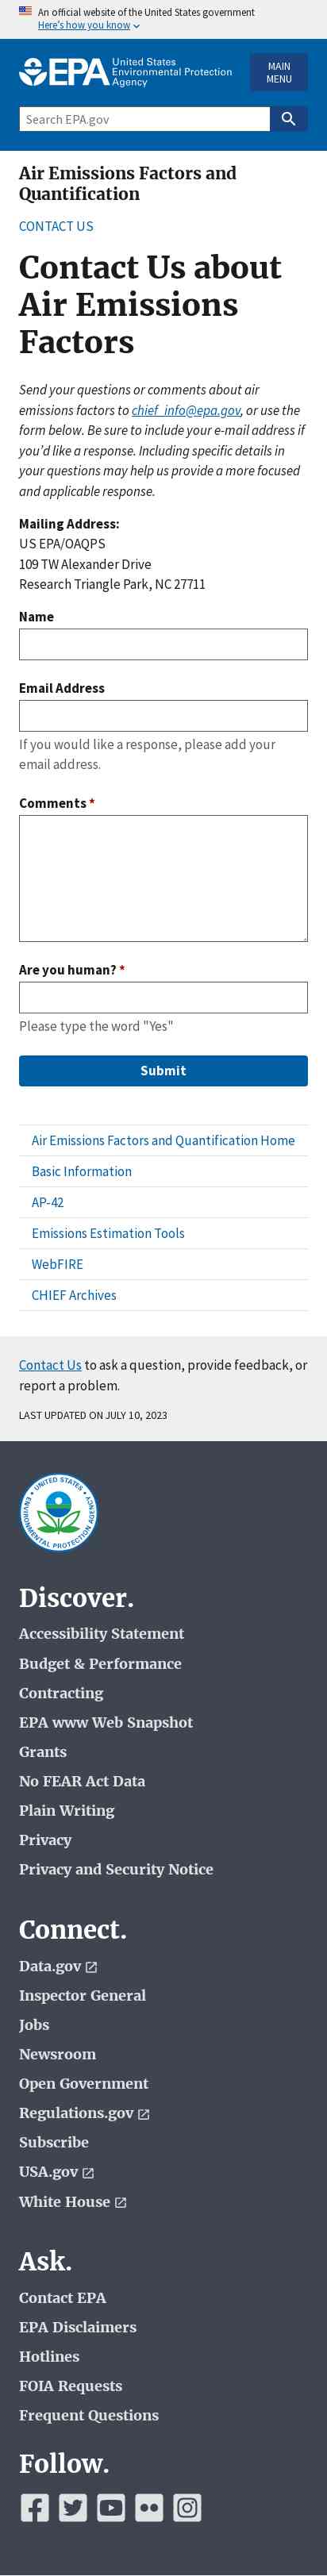 An official website of the United States government
Here's how you know
EPA United States
Environmental Protection
Agency
MAIN
MENU
Search EPA.gov
Air Emissions Factors and
Quantification
CONTACT US
Contact Us about
Air Emissions
Factors
Send your questions or comments about air
emissions factors to chief_info@epa.gov, or use the
form below. Be sure to include your e-mail address if
you'd like a response. Including specific details in
your feedback will help us provide a more focused
and applicable response.
Mailing Address:
US EPA/OAQPS
109 TW Alexander Drive
Research Triangle Park, NC 27711
Name
Email Address
If you would like a response, please add your
email address.
Comments *
Are you human? *
Please type the word "Yes"
Submit
Air Emissions Factors and Quantification Home
Basic Information
AP-42
Emissions Estimation Tools
WebFIRE
CHIEF Archives
Contact Us to ask a question, provide feedback, or
report a problem.
LAST UPDATED ON JULY 10, 2023
UNITED STATES
ENVIRONMENTAL PROTECTION AGENCY
Discover.
Accessibility Statement
Budget & Performance
Contracting
EPA www Web Snapshot
Grants
No FEAR Act Data
Plain Writing
Privacy
Privacy and Security Notice
Connect.
Data.gov
Inspector General
Jobs
Newsroom
Open Government
Regulations.gov
Subscribe
USA.gov
White House
Ask.
Contact EPA
EPA Disclaimers
Hotlines
FOIA Requests
Frequent Questions
Follow.